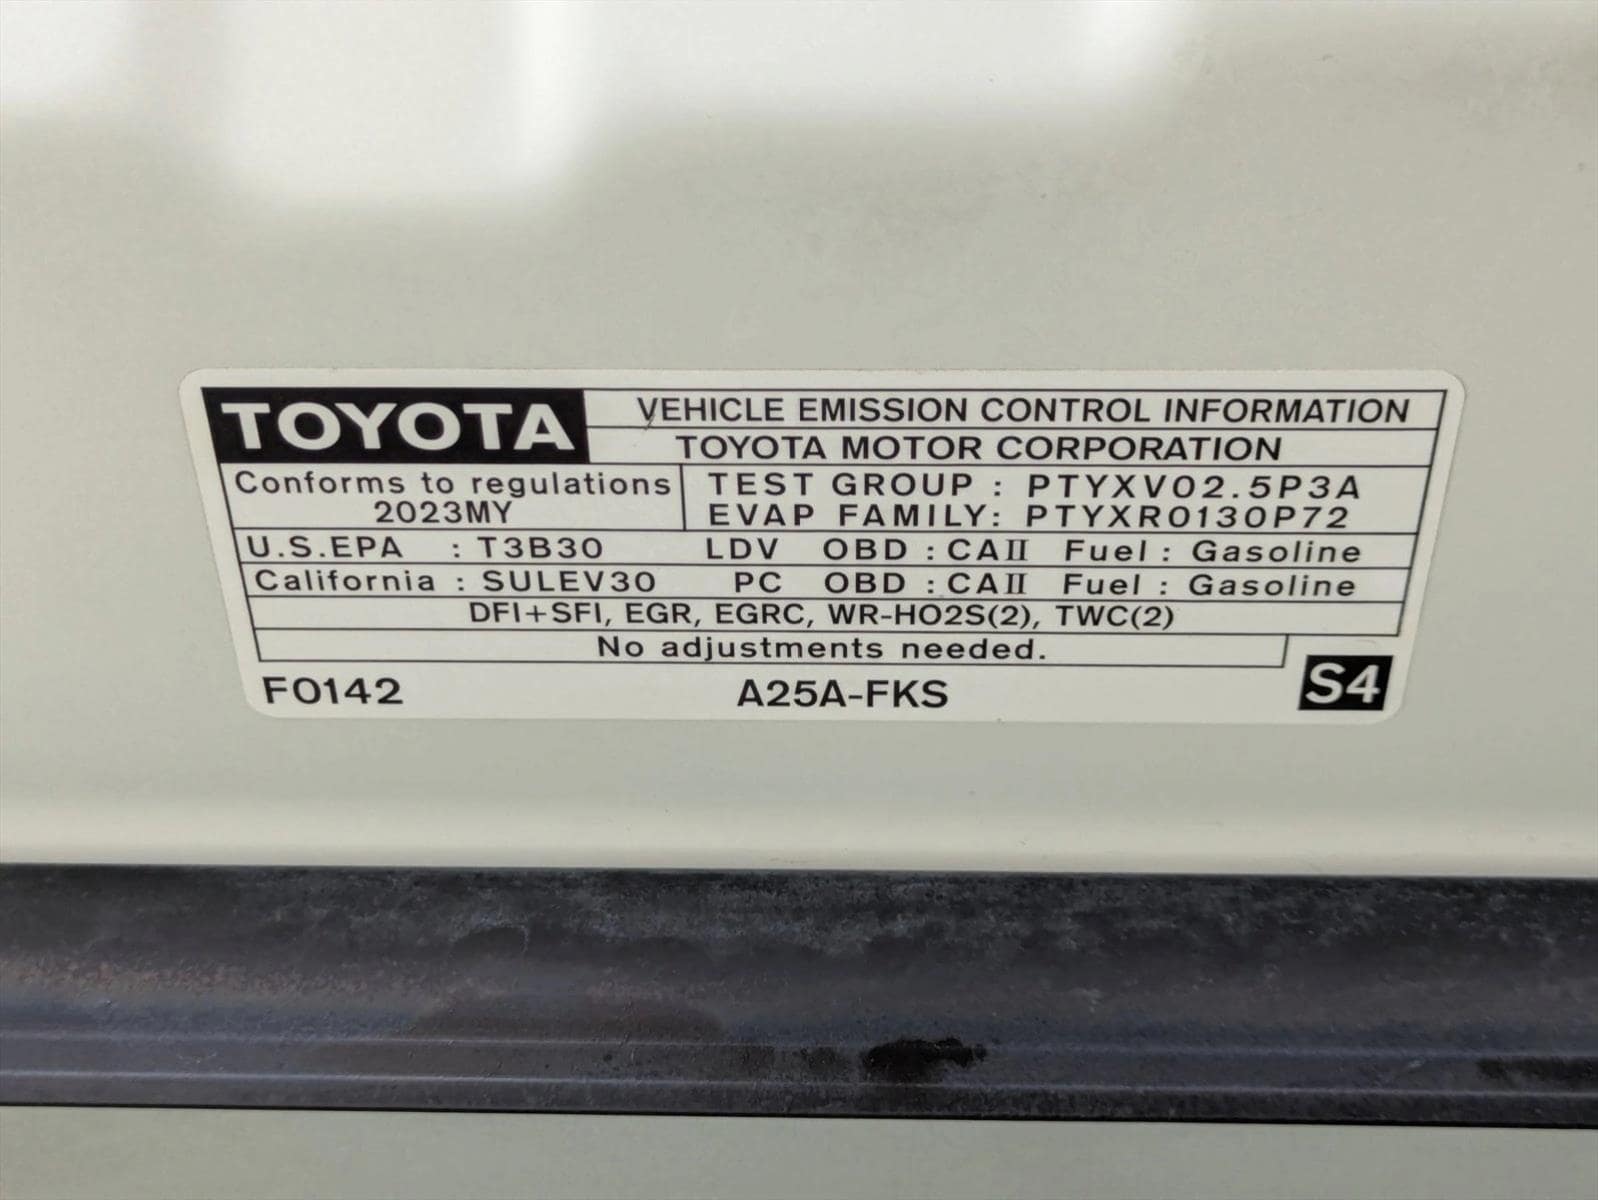 TOYOTA
VEHICLE EMISSION CONTROL INFORMATION
TOYOTA MOTOR CORPORATION
Conforms to regulations
2023MY
TEST GROUP : PTYXV02.5P3A
EVAP FAMILY: PTYXR0130P72
U.S.EPA : T3B30 LDV OBD : CAII Fuel : Gasoline
California : SULEV30 PC OBD : CAII Fuel : Gasoline
DFI+SFI, EGR, EGRC, WR-HO2S(2), TWC(2)
No adjustments needed.
F0142 A25A-FKS S4